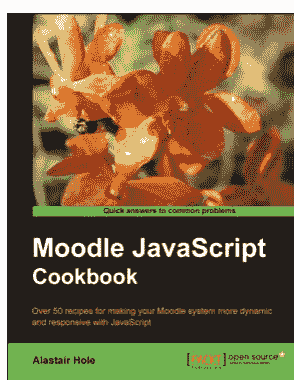 Quick answers to common problems
Moodle JavaScript
Cookbook
Over 50 recipes for making your Moodle system more dynamic
and responsive with JavaScript
Alastair Hole
open source